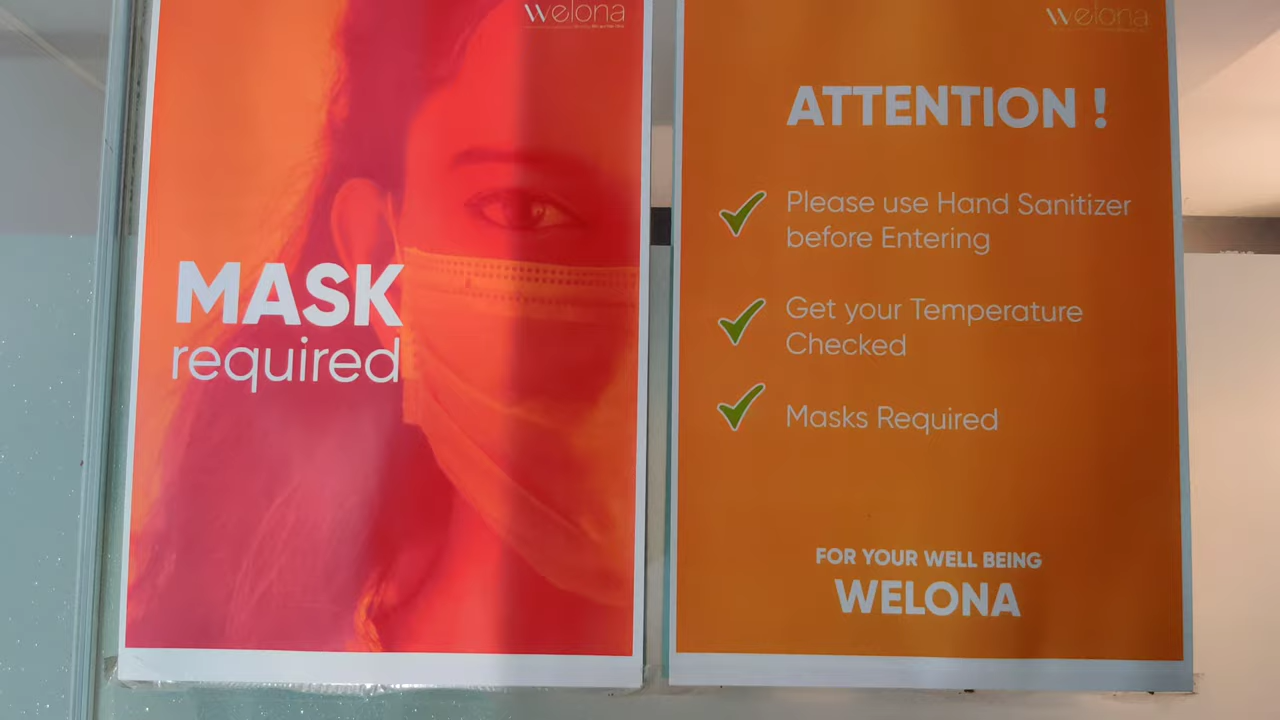 welona
MASK
required
welona
ATTENTION !
Please use Hand Sanitizer
before Entering
Get your Temperature
Checked
Masks Required
FOR YOUR WELL BEING
WELONA